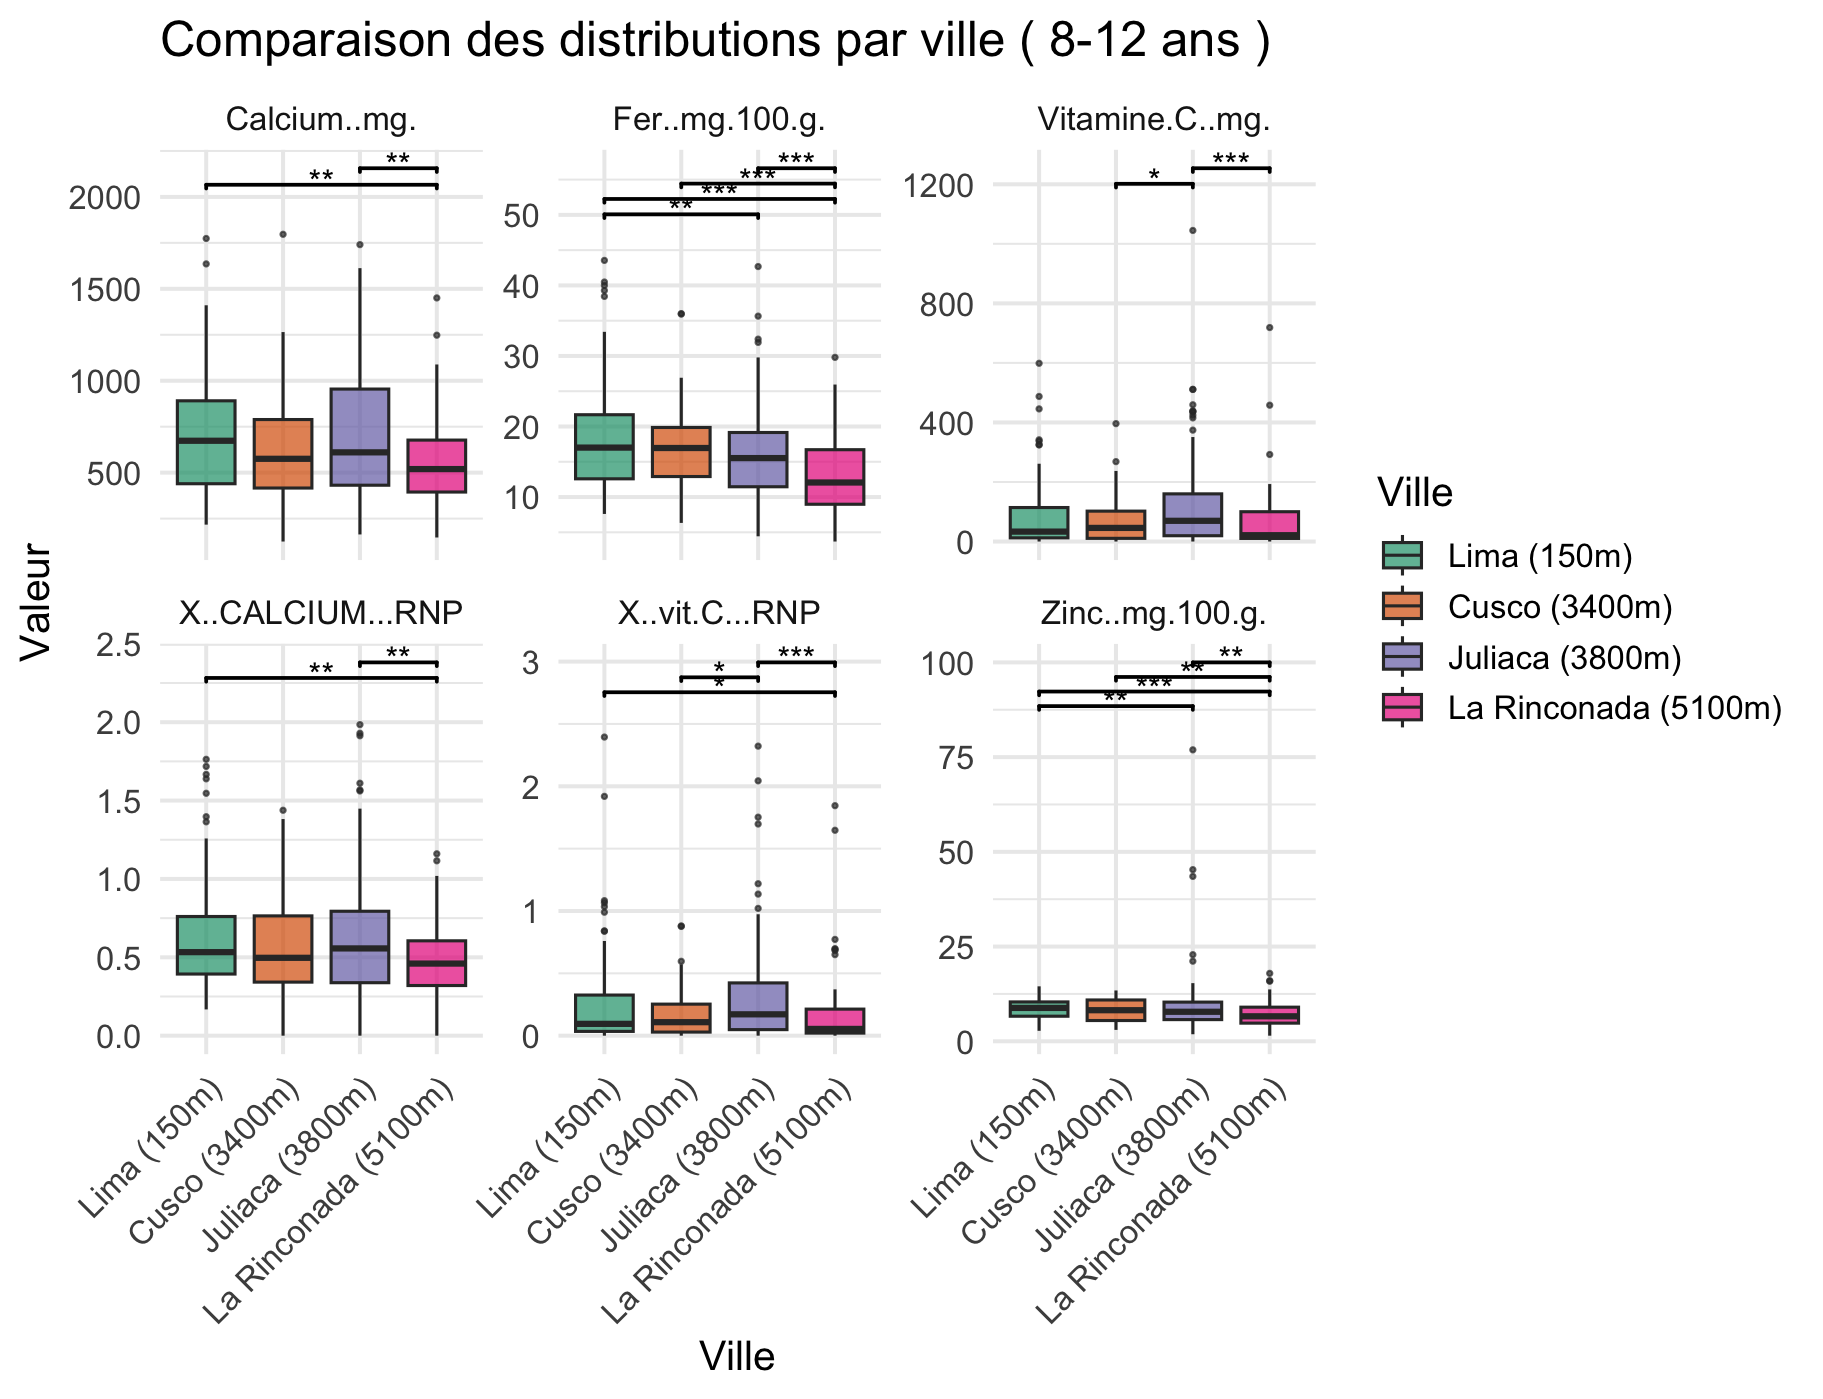 Comparaison des distributions par ville ( 8-12 ans )
Calcium..mg.
Fer..mg.100.g.
Vitamine.C..mg.
2000
1500
1000
500
**
**
50
40
30
20
10
***
***
***
**
1200
800
400
0
***
*
Valeur
X..CALCIUM...RNP
X..vit.C...RNP
Zinc..mg.100.g.
2.5
2.0
1.5
1.0
0.5
0.0
**
**
3
2
1
0
***
*
*
100
75
50
25
0
**
**
***
**
Lima (150m)
Cusco (3400m)
Juliaca (3800m)
La Rinconada (5100m)
Lima (150m)
Cusco (3400m)
Juliaca (3800m)
La Rinconada (5100m)
Lima (150m)
Cusco (3400m)
Juliaca (3800m)
La Rinconada (5100m)
Ville
Ville
Lima (150m)
Cusco (3400m)
Juliaca (3800m)
La Rinconada (5100m)